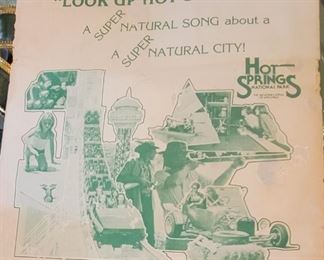 "LOOK UP HOT
A SUPER NATURAL SONG about a
A SUPER NATURAL CITY!
HOT
SPRINGS
NATIONAL PARK